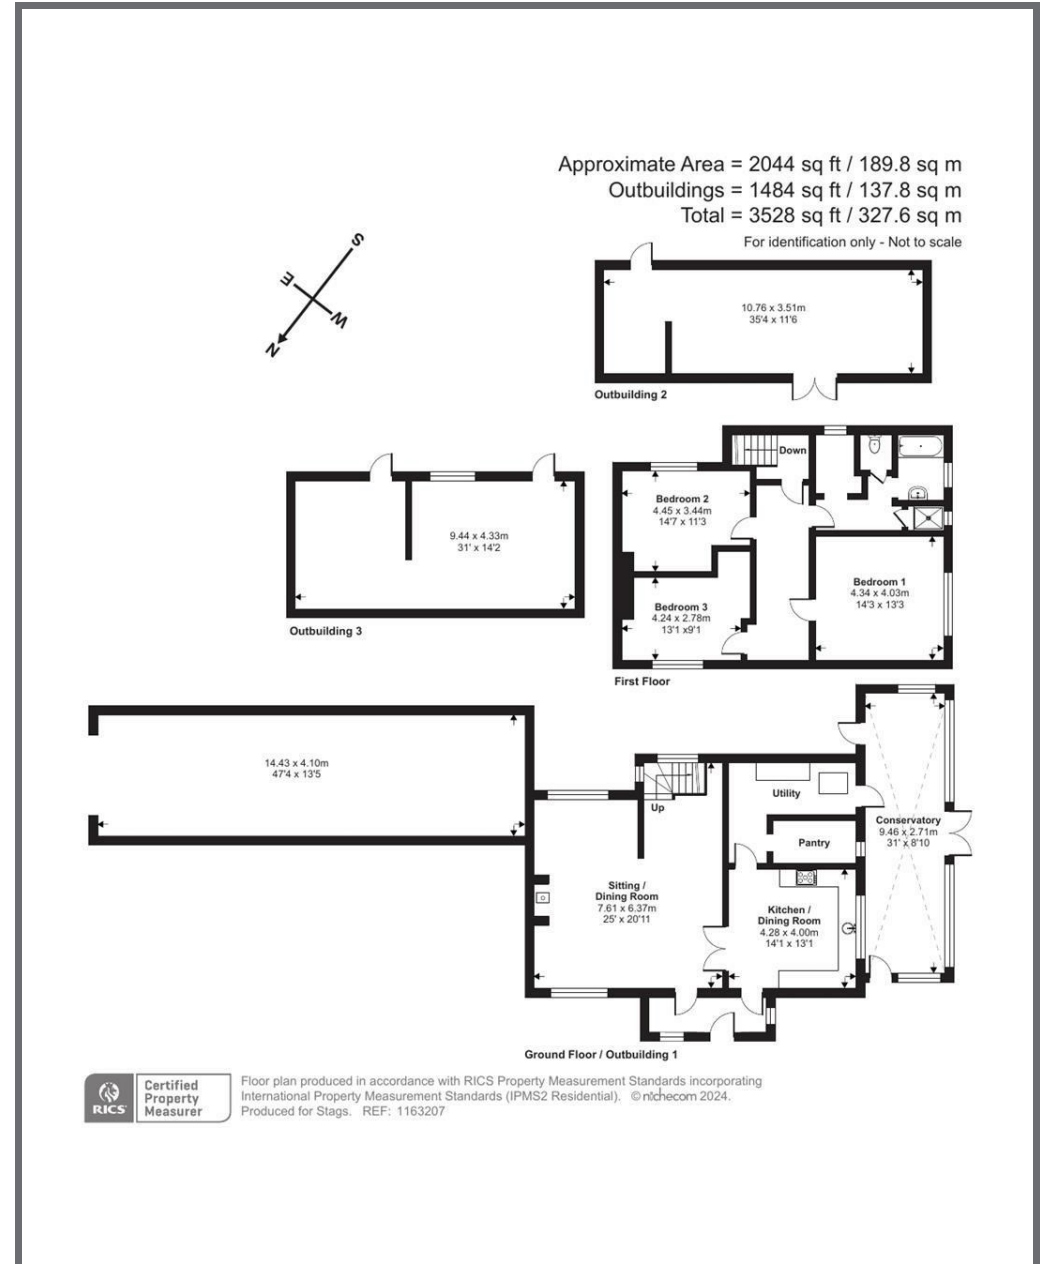 Approximate Area = 2044 sq ft / 189.8 sq m
Outbuildings = 1484 sq ft / 137.8 sq m
Total = 3528 sq ft / 327.6 sq m
For identification only - Not to scale
S
E
W
N
10.76 x 3.51m
35'4 x 11'6
Outbuilding 2
Down
Bedroom 2
4.45 x 3.44m
14'7 x 11'3
Bedroom 1
4.34 x 4.03m
14'3 x 13'3
Bedroom 3
4.24 x 2.78m
13'1 x9'1
First Floor
9.44 x 4.33m
31' x 14'2
Outbuilding 3
14.43 x 4.10m
47'4 x 13'5
Up
Utility
Pantry
Conservatory
9.46 x 2.71m
31' x 8'10
Sitting /
Dining Room
7.61 x 6.37m
25' x 20'11
Kitchen /
Dining Room
4.28 x 4.00m
14'1 x 13'1
Ground Floor / Outbuilding 1
RICS
Certified
Property
Measurer
Floor plan produced in accordance with RICS Property Measurement Standards incorporating
International Property Measurement Standards (IPMS2 Residential). © nichecom 2024.
Produced for Stags. REF: 1163207